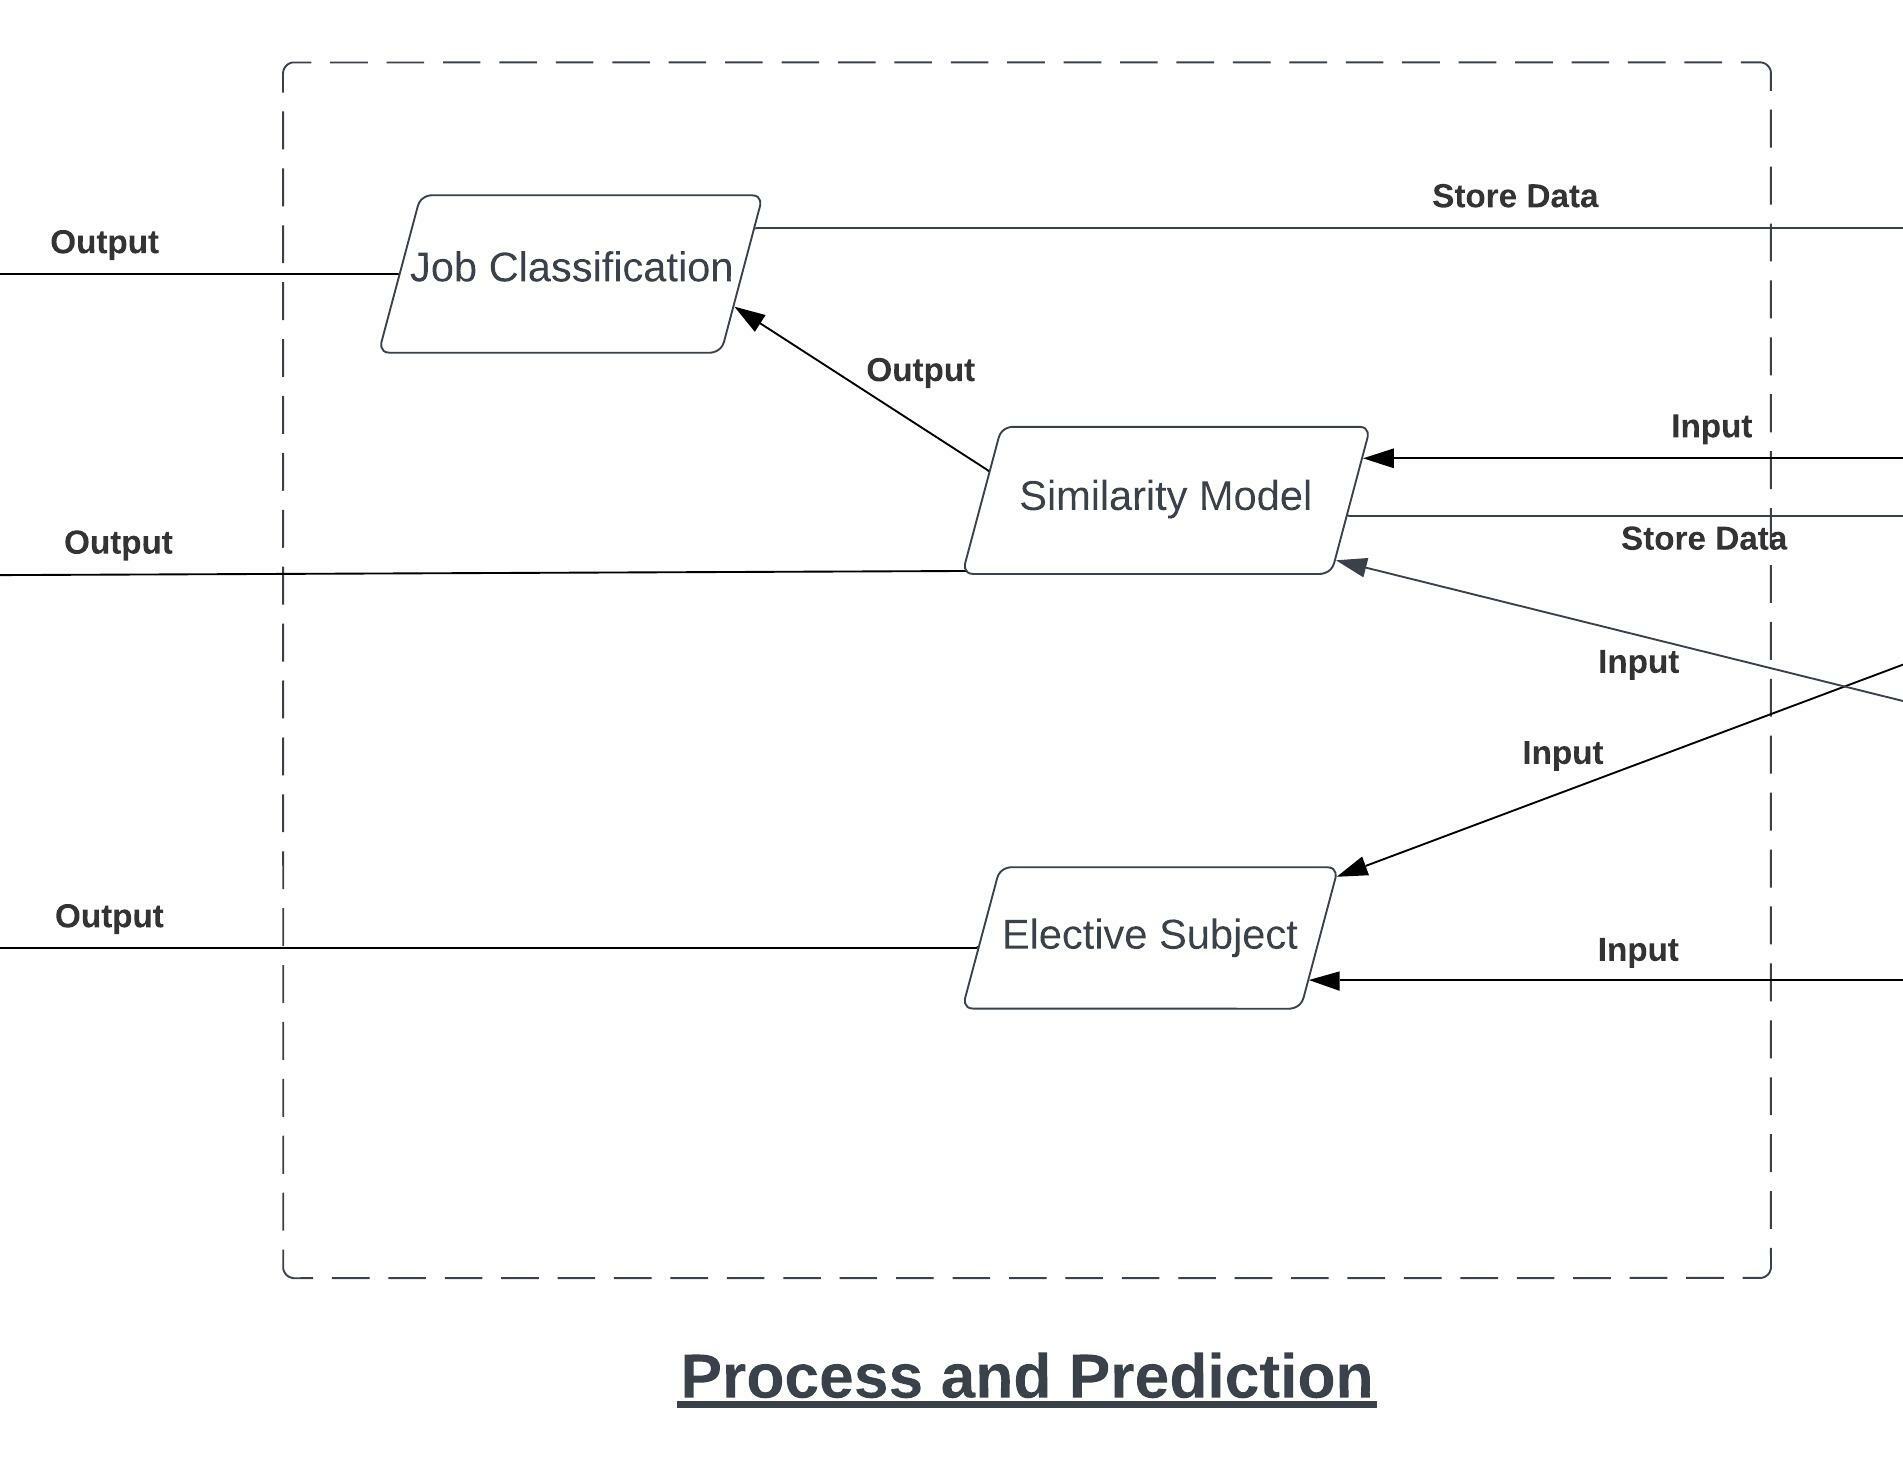 Store Data
Output
Job Classification
Output
Input
Similarity Model
Store Data
Output
Input
Input
Output
Elective Subject
Input
Process and Prediction